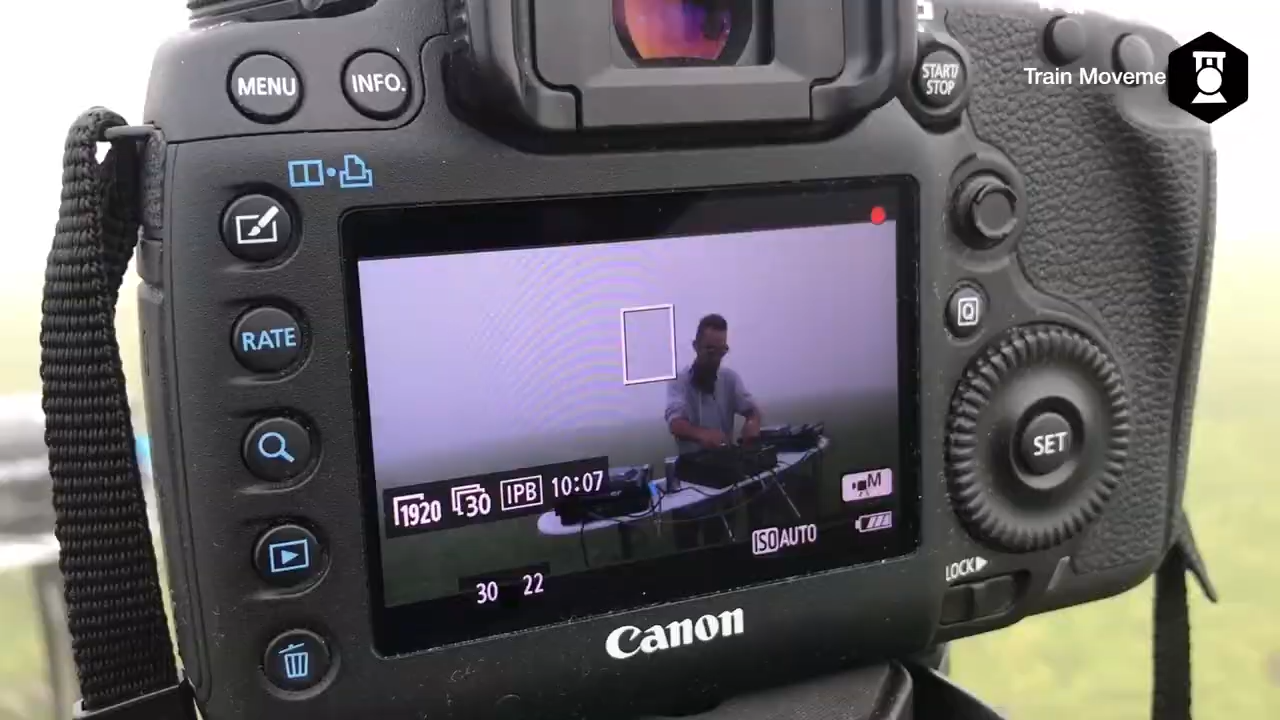 MENU
INFO.
START/
STOP
Train Moveme
RATE
Q
SET
1920 30 IPB 10:07
M
ISO AUTO
30 22
LOCK
Canon